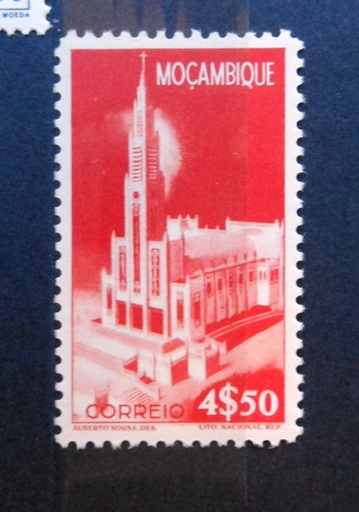 MOEDA
MOÇAMBIQUE
CORREIO 4$50
ALBERTO SOUSA, DES. LITO. NACIONAL, REP.